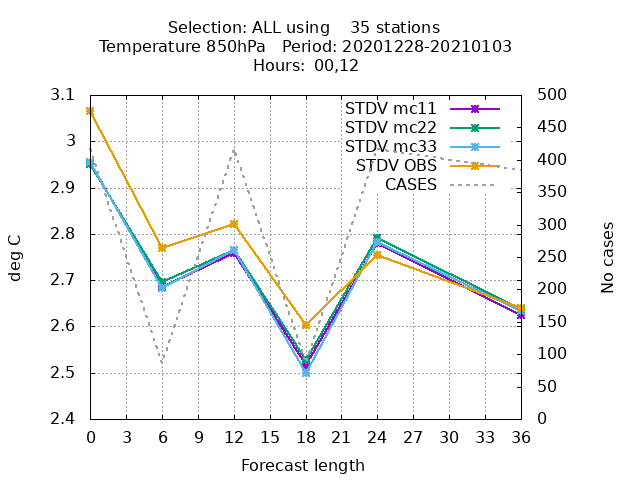 Selection: ALL using    35 stations
Temperature 850hPa   Period: 20201228-20210103
Hours:  00,12
STDV mc11
STDV mc22
STDV mc33
STDV OBS
CASES
deg C
3.1
3
2.9
2.8
2.7
2.6
2.5
2.4
500
450
400
350
300
250
200
150
100
50
0
No cases
0 3 6 9 12 15 18 21 24 27 30 33 36
Forecast length